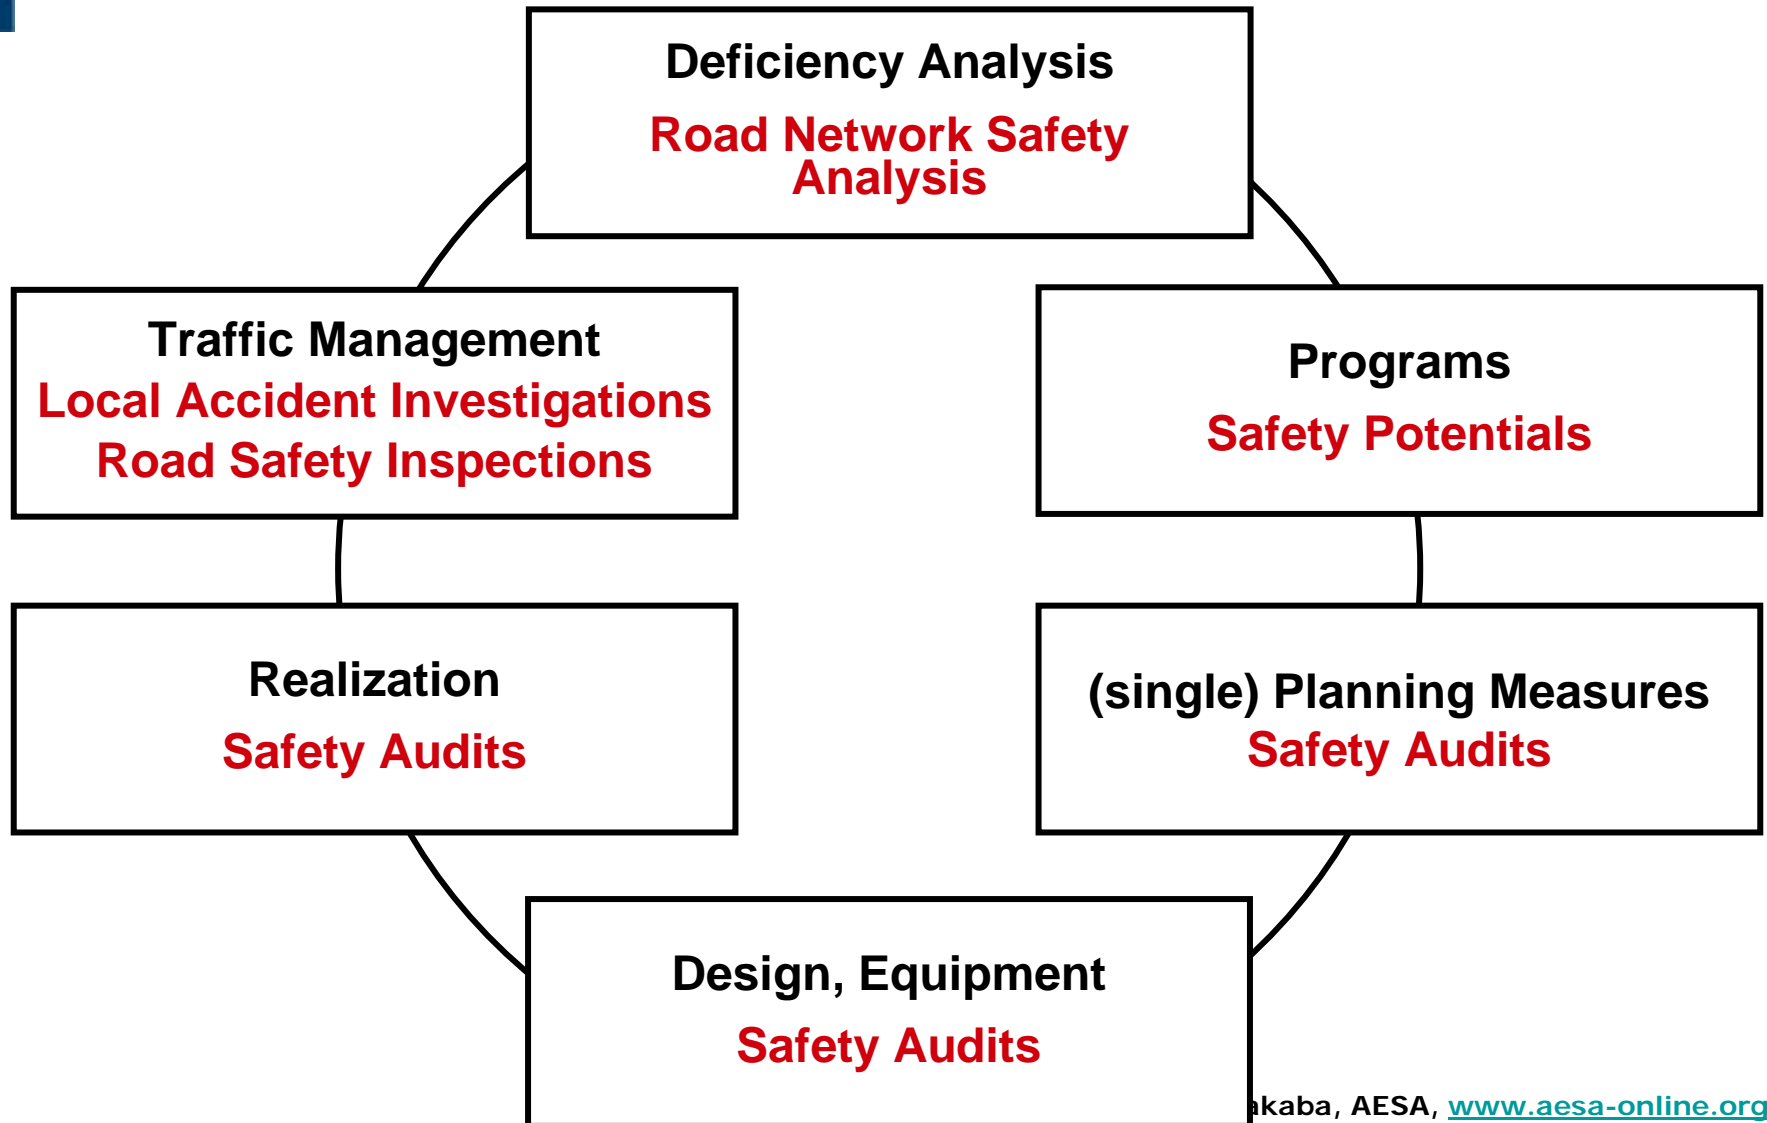 Deficiency Analysis
Road Network Safety
Analysis
Traffic Management
Local Accident Investigations
Road Safety Inspections
Programs
Safety Potentials
Realization
Safety Audits
(single) Planning Measures
Safety Audits
Design, Equipment
Safety Audits
AESA, www.aesa-online.org